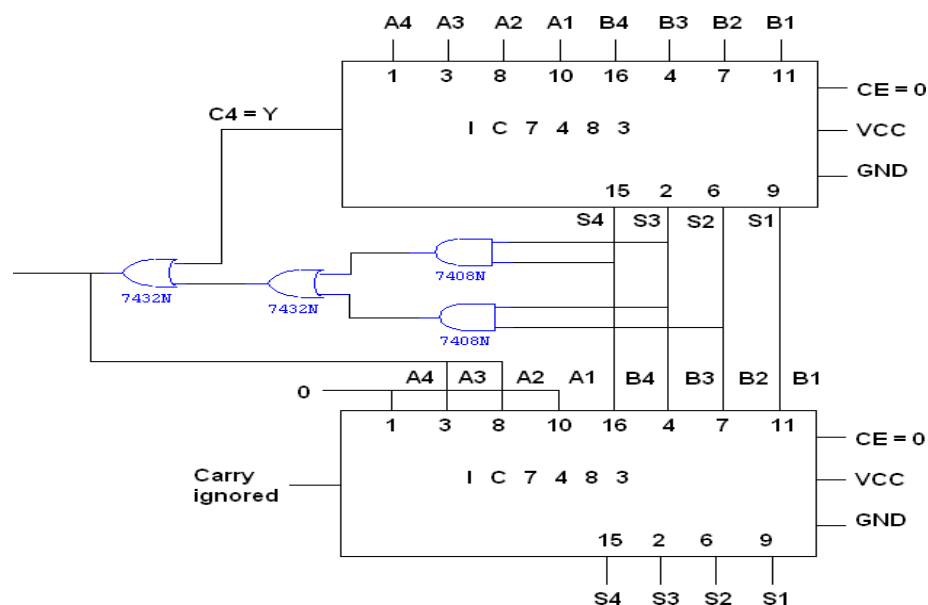 A4 A3 A2 A1 B4 B3 B2 B1
1 3 8 10 16 4 7 11
CE = 0
C4 = Y
I C 7 4 8 3
VCC
GND
15 2 6 9
S4 S3 S2 S1
7408N
7432N
7432N
7408N
0
A4 A3 A2 A1 B4 B3 B2 B1
1 3 8 10 16 4 7 11
CE = 0
Carry
ignored
I C 7 4 8 3
VCC
GND
15 2 6 9
S4 S3 S2 S1